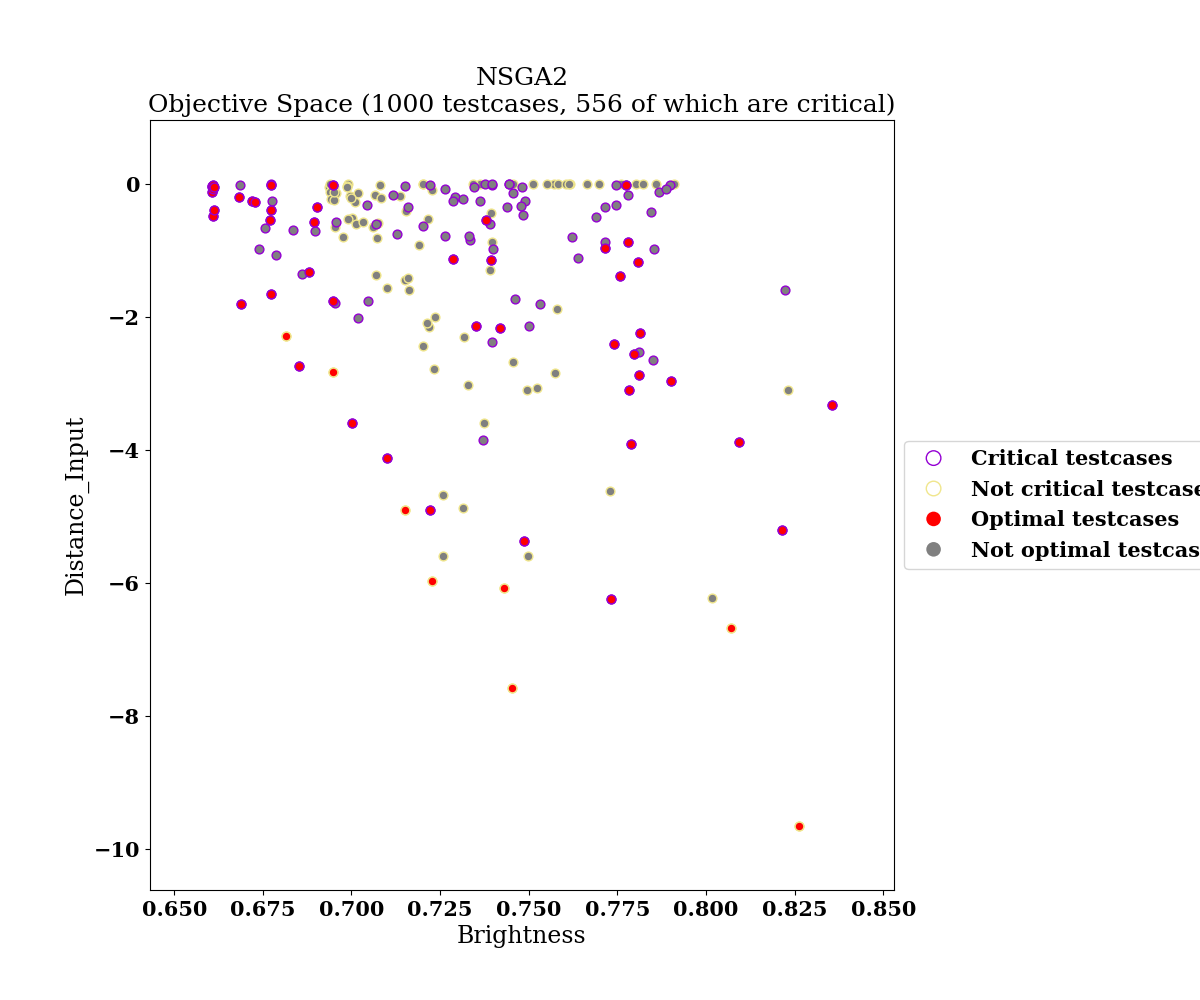 NSGA2
Objective Space (1000 testcases, 556 of which are critical)
0
−2
−4
−6
−8
−10
Distance_Input
0.650 0.675 0.700 0.725 0.750 0.775 0.800 0.825 0.850
Brightness
Critical testcases
Not critical testcase
Optimal testcases
Not optimal testcas